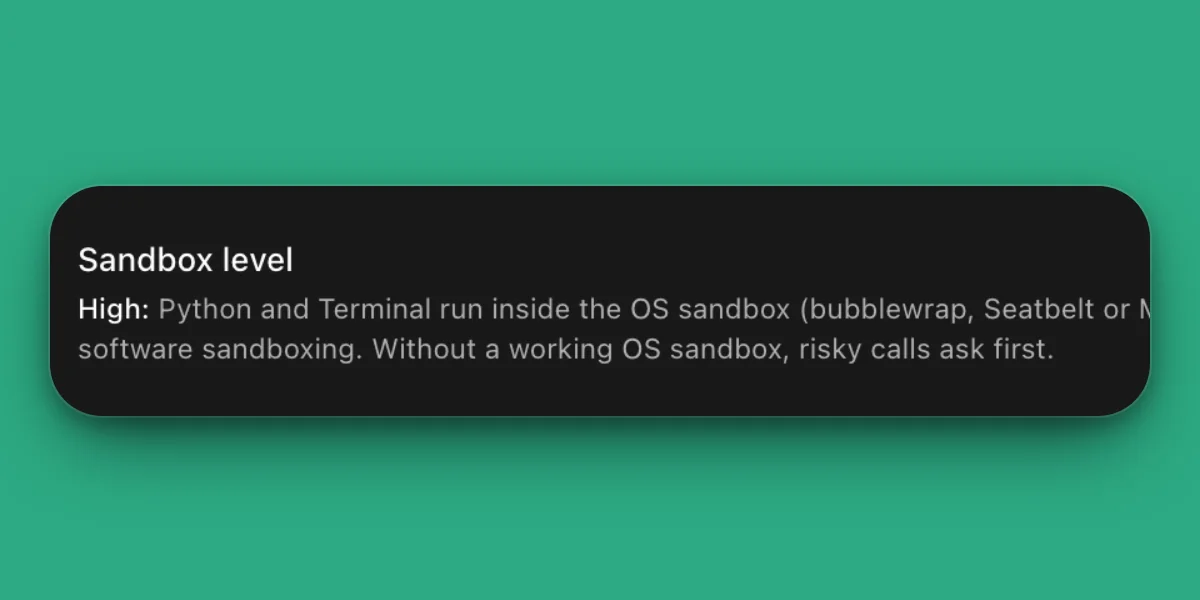 Sandbox level
High: Python and Terminal run inside the OS sandbox (bubblewrap, Seatbelt or
software sandboxing. Without a working OS sandbox, risky calls ask first.